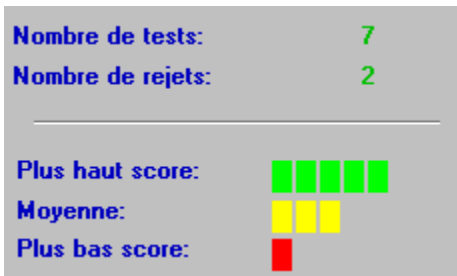 Nombre de tests: 7
Nombre de rejets: 2
Plus haut score:
Moyenne:
Plus bas score: